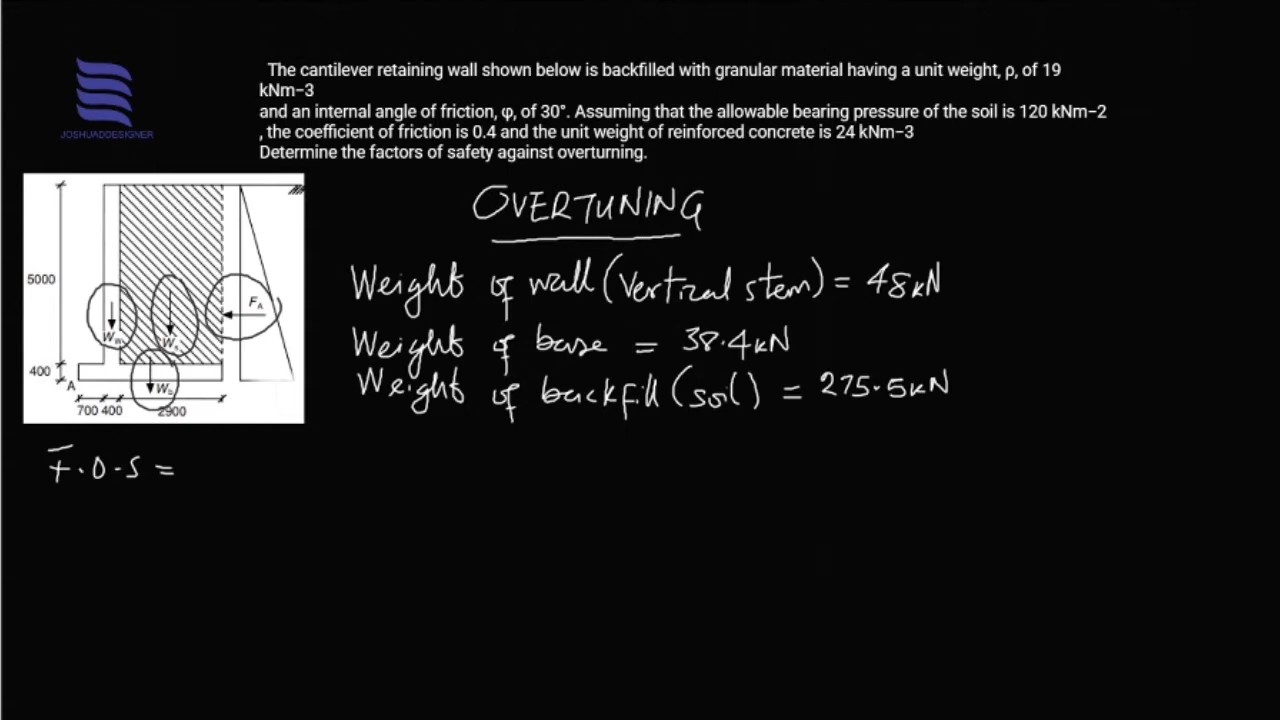 The cantilever retaining wall shown below is backfilled with granular material having a unit weight, ρ, of 19
kNm−3
and an internal angle of friction, φ, of 30°. Assuming that the allowable bearing pressure of the soil is 120 kNm−2
, the coefficient of friction is 0.4 and the unit weight of reinforced concrete is 24 kNm−3
Determine the factors of safety against overturning.
JOSHUADDESIGNER
OVERTUNING
5000
400
A
700 400 2900
Ww
Ws
Wb
FA
Weight of wall (Vertical stem) = 48kN
Weight of base = 38.4kN
Weight of backfill (soil) = 275.5kN
F.O.S =